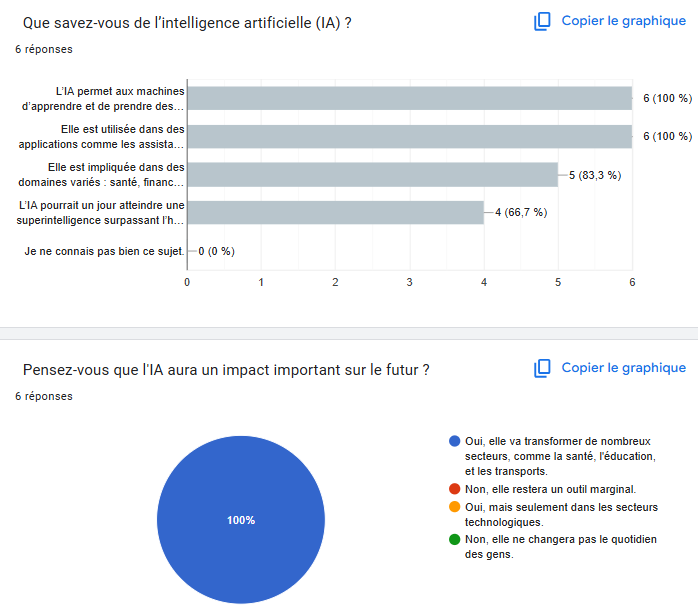 Que savez-vous de l’intelligence artificielle (IA) ?
Copier le graphique
6 réponses
L’IA permet aux machines
d’apprendre et de prendre des…
6 (100 %)
Elle est utilisée dans des
applications comme les assista…
6 (100 %)
Elle est impliquée dans des
domaines variés : santé, financ…
5 (83,3 %)
L’IA pourrait un jour atteindre une
superintelligence surpassant l’h…
4 (66,7 %)
Je ne connais pas bien ce sujet.
0 (0 %)
0 1 2 3 4 5 6
Pensez-vous que l'IA aura un impact important sur le futur ?
Copier le graphique
6 réponses
100%
Oui, elle va transformer de nombreux
secteurs, comme la santé, l'éducation,
et les transports.
Non, elle restera un outil marginal.
Oui, mais seulement dans les secteurs
technologiques.
Non, elle ne changera pas le quotidien
des gens.